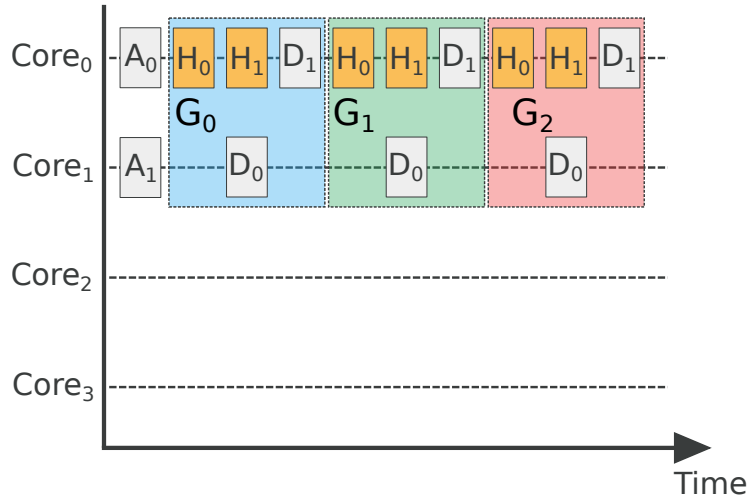 Core₀ A₀ H₀ H₁ D₁ H₀ H₁ D₁ H₀ H₁ D₁
G₀ G₁ G₂
Core₁ A₁ D₀ D₀ D₀
Core₂
Core₃
Time